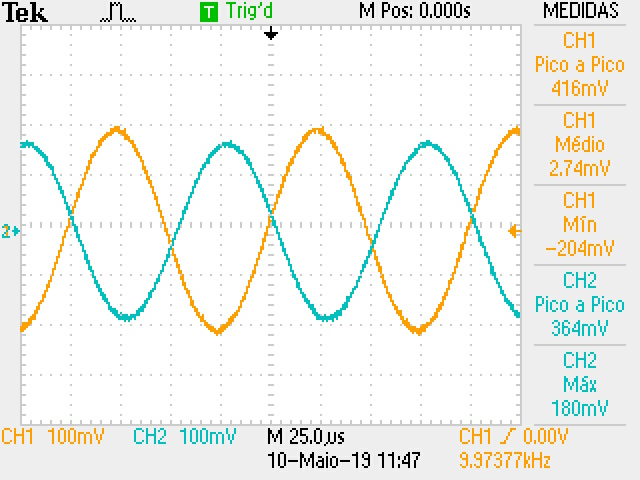 Tek T Trig'd M Pos: 0.000s MEDIDAS
CH1
Pico a Pico
416mV
CH1
Médio
2.74mV
CH1
Mín
-204mV
CH2
Pico a Pico
364mV
CH2
Máx
180mV
2
CH1 100mV CH2 100mV M 25.0us CH1 0.00V
10-Maio-19 11:47 9.97377kHz